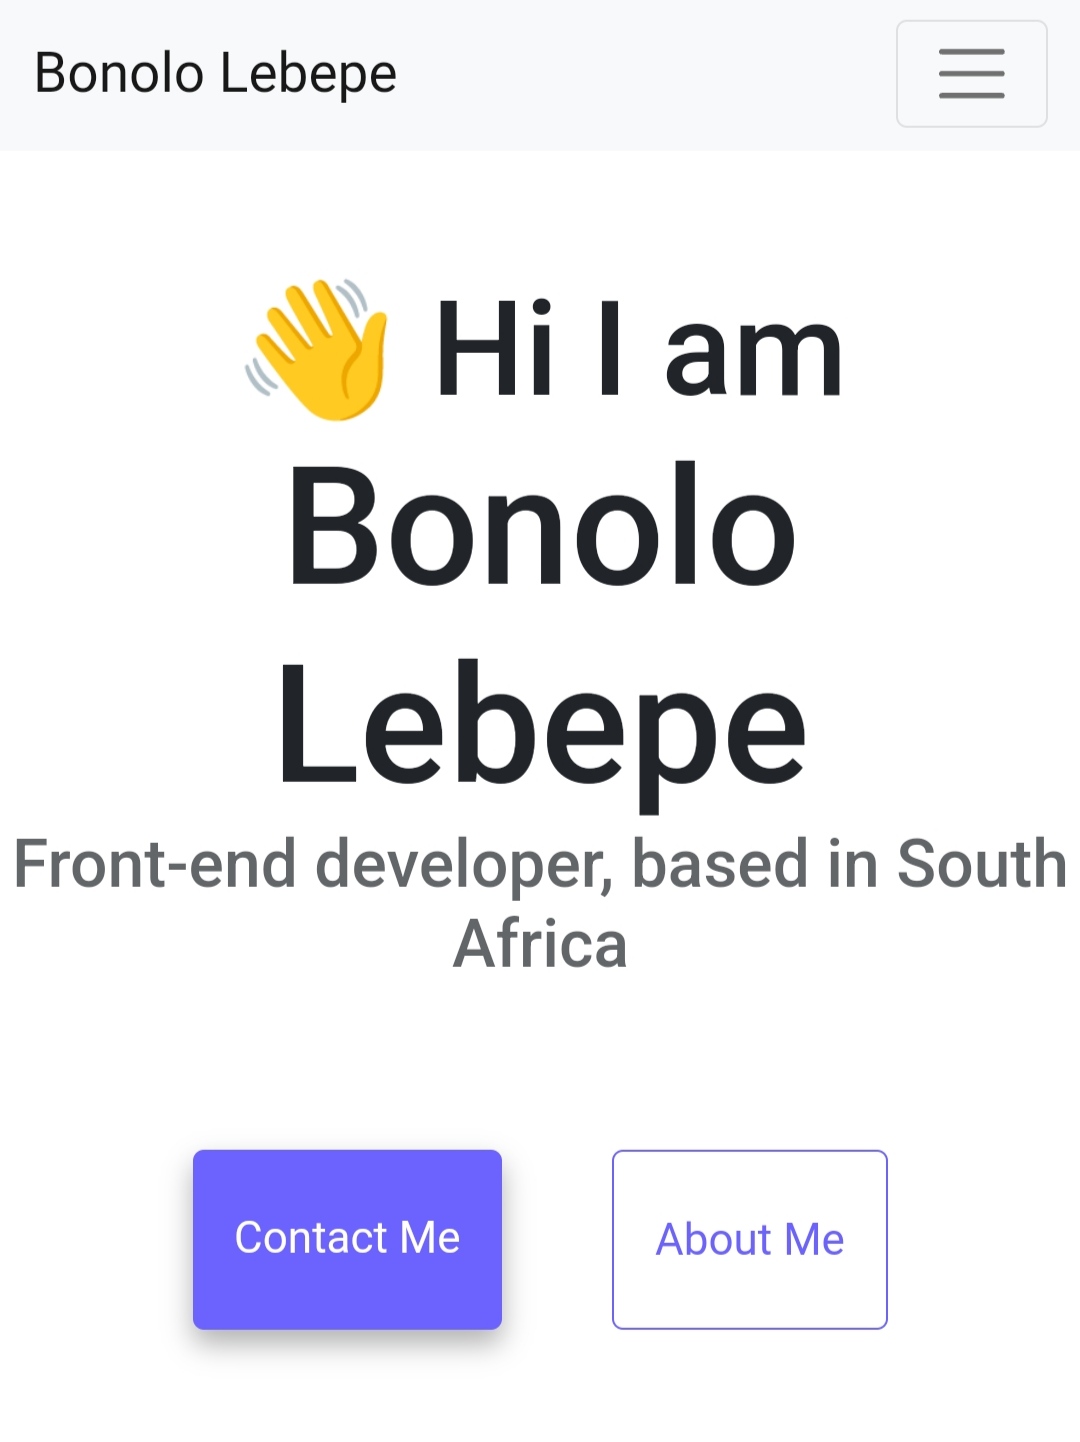 Bonolo Lebepe
👋 Hi I am
Bonolo
Lebepe
Front-end developer, based in South
Africa
Contact Me
About Me